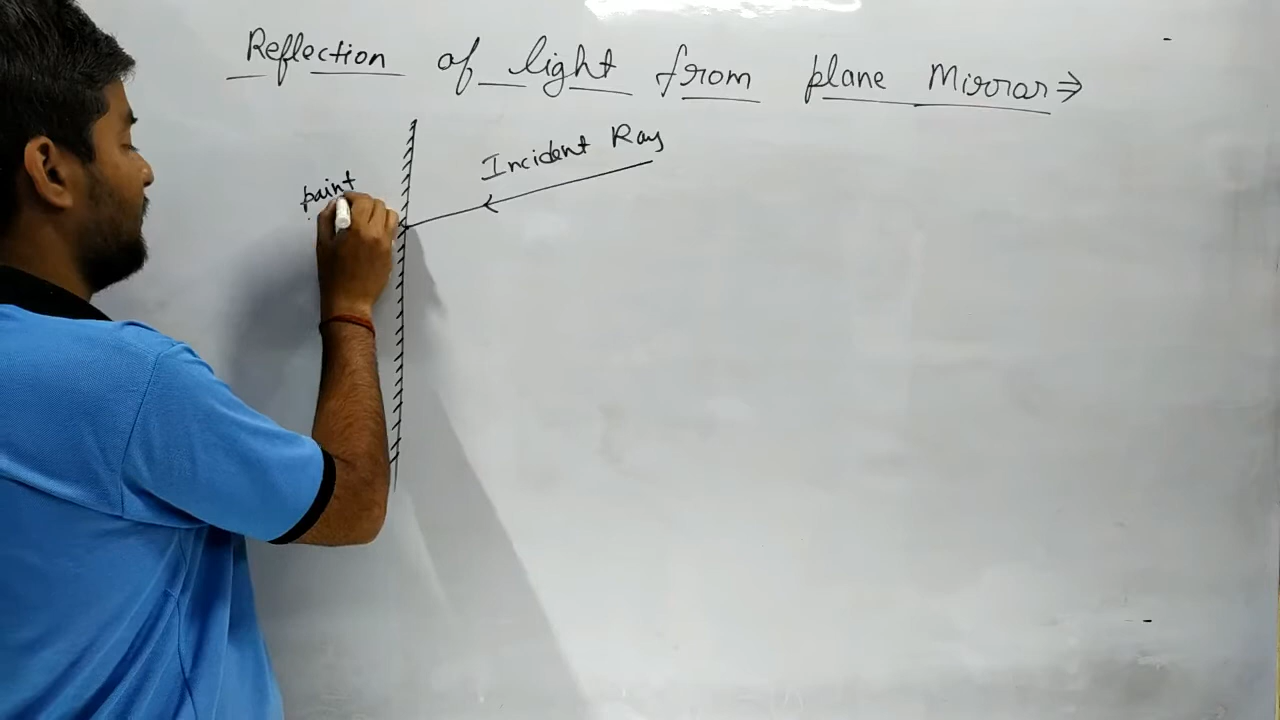 Reflection of light from plane Mirror ⇒
Incident Ray
paint